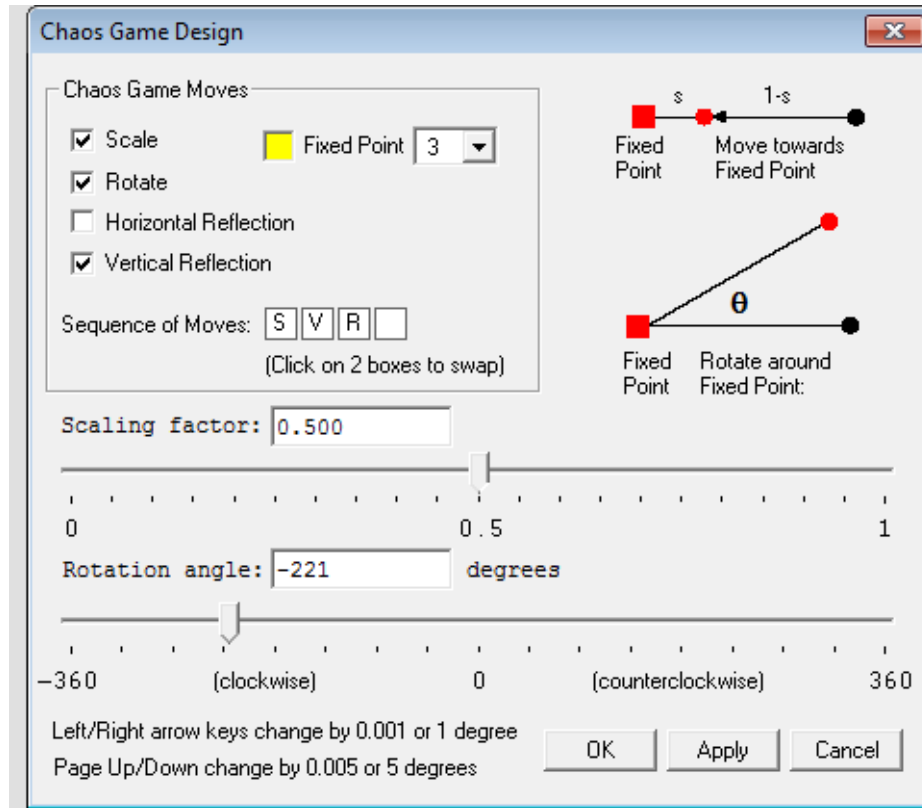 Chaos Game Design
Chaos Game Moves
Scale
Fixed Point 3
Rotate
Horizontal Reflection
Vertical Reflection
Sequence of Moves: S V R
(Click on 2 boxes to swap)
s 1-s
Fixed Point
Move towards Fixed Point
θ
Fixed Point
Rotate around Fixed Point:
Scaling factor: 0.500
0 0.5 1
Rotation angle: -221 degrees
-360 (clockwise) 0 (counterclockwise) 360
Left/Right arrow keys change by 0.001 or 1 degree
Page Up/Down change by 0.005 or 5 degrees
OK Apply Cancel